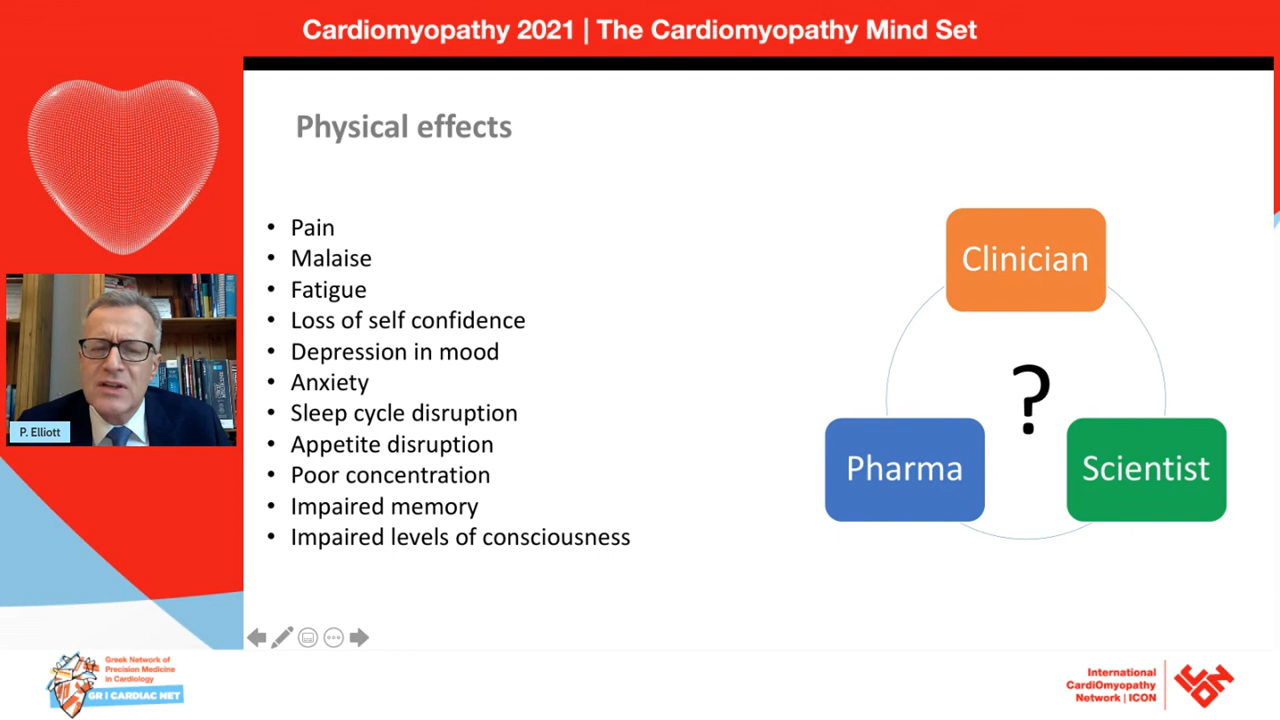 Cardiomyopathy 2021 | The Cardiomyopathy Mind Set
Physical effects
• Pain
• Malaise
• Fatigue
• Loss of self confidence
• Depression in mood
• Anxiety
• Sleep cycle disruption
• Appetite disruption
• Poor concentration
• Impaired memory
• Impaired levels of consciousness
Clinician
?
Pharma
Scientist
P. Elliott
Greek Network of
Precision Medicine
in Cardiology
GR i CARDIAC NET
International
CardiOmyopathy
Network | ICON
ICON